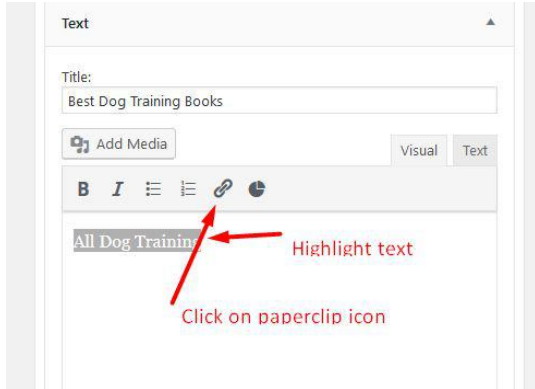 Text
Title:
Best Dog Training Books
Add Media
Visual Text
B I
All Dog Training
Highlight text
Click on paperclip icon